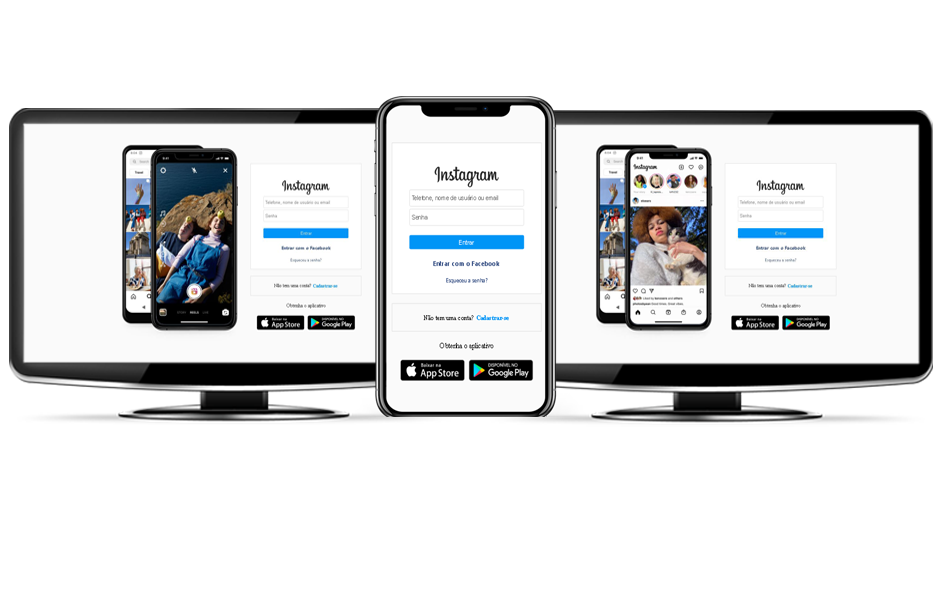 Instagram
Telefone, nome de usuário ou email
Senha
Entrar
Entrar com o Facebook
Esqueceu a senha?
Não tem uma conta? Cadastrar-se
Obtenha o aplicativo
Baixar na
App Store
DISPONÍVEL NO
Google Play
Instagram
Telefone, nome de usuário ou email
Senha
Entrar
Entrar com o Facebook
Esqueceu a senha?
Não tem uma conta? Cadastrar-se
Obtenha o aplicativo
Baixar na
App Store
DISPONÍVEL NO
Google Play
Instagram
Instagram
Telefone, nome de usuário ou email
Senha
Entrar
Entrar com o Facebook
Esqueceu a senha?
Não tem uma conta? Cadastrar-se
Obtenha o aplicativo
Baixar na
App Store
DISPONÍVEL NO
Google Play